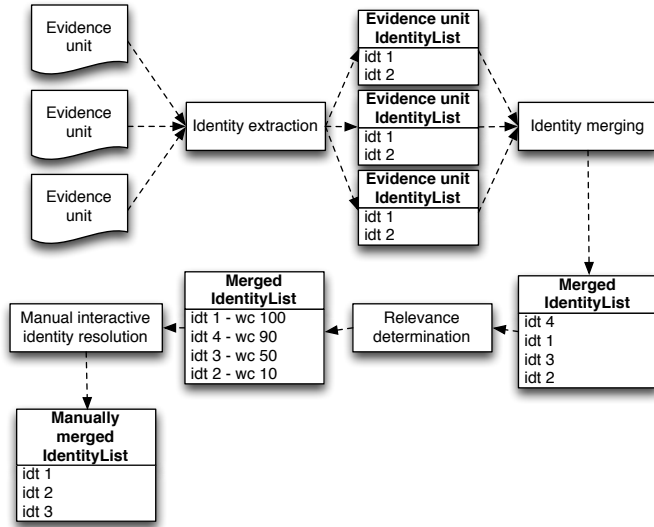 Evidence
unit
Evidence
unit
Evidence
unit
Identity extraction
Evidence unit
IdentityList
idt 1
idt 2
Evidence unit
IdentityList
idt 1
idt 2
Evidence unit
IdentityList
idt 1
idt 2
Identity merging
Merged
IdentityList
idt 4
idt 1
idt 3
idt 2
Relevance
determination
Merged
IdentityList
idt 1 - wc 100
idt 4 - wc 90
idt 3 - wc 50
idt 2 - wc 10
Manual interactive
identity resolution
Manually
merged
IdentityList
idt 1
idt 2
idt 3